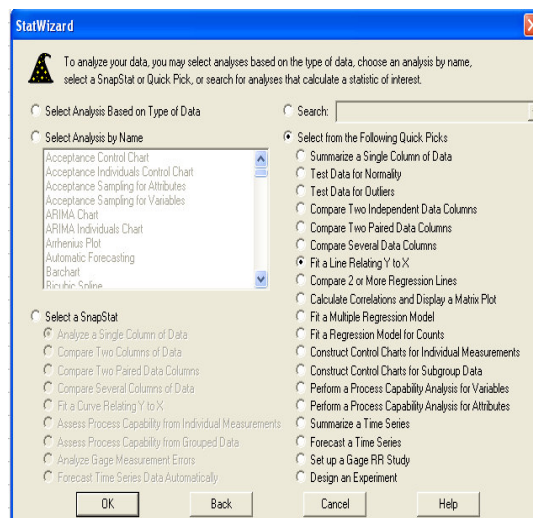 StatWizard
To analyze your data, you may select analyses based on the type of data, choose an analysis by name,
select a SnapStat or Quick Pick, or search for analyses that calculate a statistic of interest.
Select Analysis Based on Type of Data
Search:
Select Analysis by Name
Acceptance Control Chart
Acceptance Individuals Control Chart
Acceptance Sampling for Attributes
Acceptance Sampling for Variables
ARIMA Chart
ARIMA Individuals Chart
Arrhenius Plot
Automatic Forecasting
Barchart
Bicubic Spline
Select a SnapStat
Analyze a Single Column of Data
Compare Two Columns of Data
Compare Two Paired Data Columns
Compare Several Columns of Data
Fit a Curve Relating Y to X
Assess Process Capability from Individual Measurements
Assess Process Capability from Grouped Data
Analyze Gage Measurement Errors
Forecast Time Series Data Automatically
Select from the Following Quick Picks
Summarize a Single Column of Data
Test Data for Normality
Test Data for Outliers
Compare Two Independent Data Columns
Compare Two Paired Data Columns
Compare Several Data Columns
Fit a Line Relating Y to X
Compare 2 or More Regression Lines
Calculate Correlations and Display a Matrix Plot
Fit a Multiple Regression Model
Fit a Regression Model for Counts
Construct Control Charts for Individual Measurements
Construct Control Charts for Subgroup Data
Perform a Process Capability Analysis for Variables
Perform a Process Capability Analysis for Attributes
Summarize a Time Series
Forecast a Time Series
Set up a Gage RR Study
Design an Experiment
OK
Back
Cancel
Help